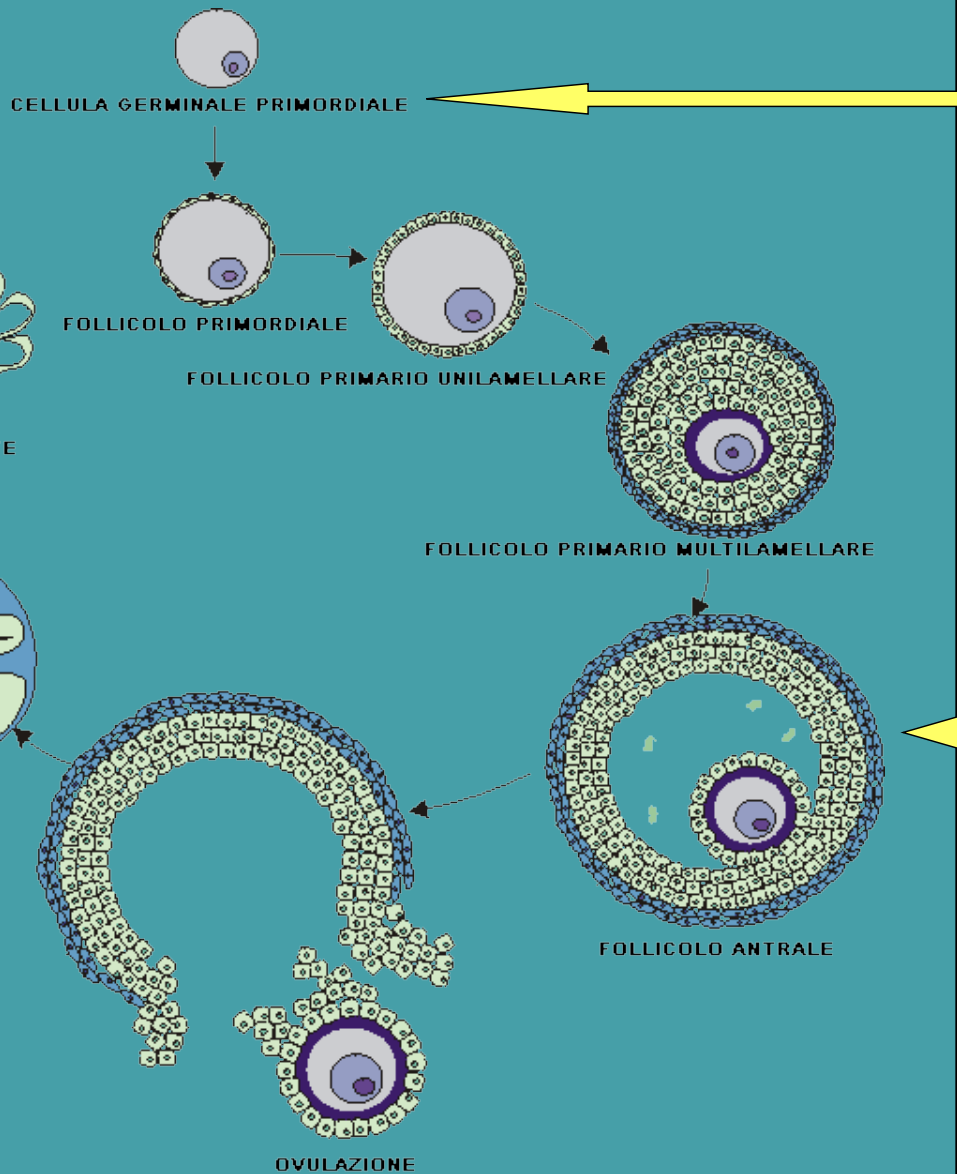 CELLULA GERMINALE PRIMORDIALE
FOLLICOLO PRIMORDIALE
FOLLICOLO PRIMARIO UNILAMELLARE
E
FOLLICOLO PRIMARIO MULTILAMELLARE
FOLLICOLO ANTRALE
OVULAZIONE